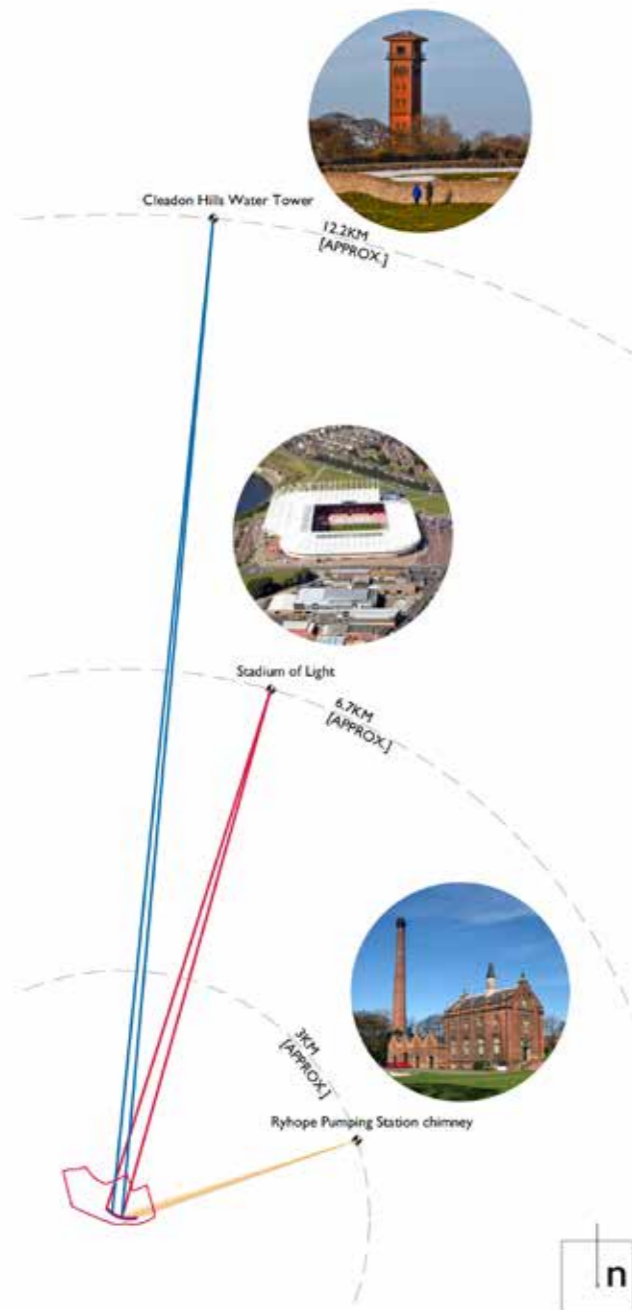 Cleadon Hills Water Tower
12.2KM
[APPROX.]
Stadium of Light
6.7KM
[APPROX.]
3KM
[APPROX.]
Ryhope Pumping Station chimney
n